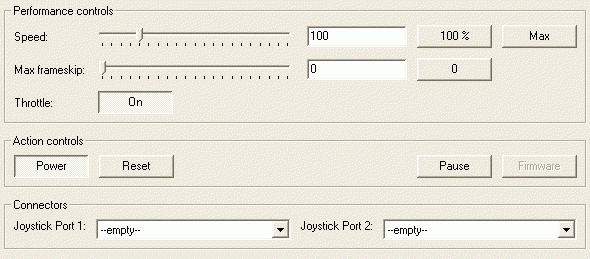 Performance controls
Speed: 100 100 % Max
Max frameskip: 0 0
Throttle: On
Action controls
Power Reset Pause Firmware
Connectors
Joystick Port 1: --empty-- Joystick Port 2: --empty--